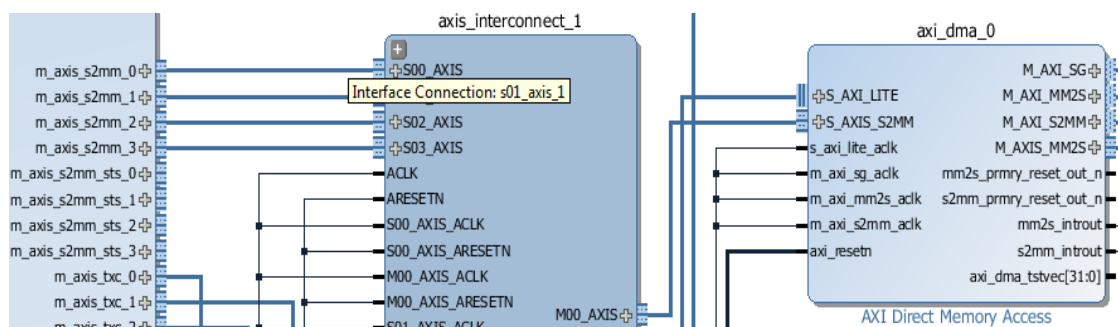 axis_interconnect_1
axi_dma_0
m_axis_s2mm_0
m_axis_s2mm_1
m_axis_s2mm_2
m_axis_s2mm_3
m_axis_s2mm_sts_0
m_axis_s2mm_sts_1
m_axis_s2mm_sts_2
m_axis_s2mm_sts_3
m_axis_txc_0
m_axis_txc_1
S00_AXIS
Interface Connection: s01_axis_1
S02_AXIS
S03_AXIS
ACLK
ARESETN
S00_AXIS_ACLK
S00_AXIS_ARESETN
M00_AXIS_ACLK
M00_AXIS_ARESETN
S01_AXIS_ACLK
M00_AXIS
S_AXI_LITE
S_AXIS_S2MM
s_axi_lite_aclk
m_axi_sg_aclk
m_axi_mm2s_aclk
m_axi_s2mm_aclk
axi_resetn
M_AXI_SG
M_AXI_MM2S
M_AXI_S2MM
M_AXIS_MM2S
mm2s_prmry_reset_out_n
s2mm_prmry_reset_out_n
mm2s_introut
s2mm_introut
axi_dma_tstvec[31:0]
AXI Direct Memory Access